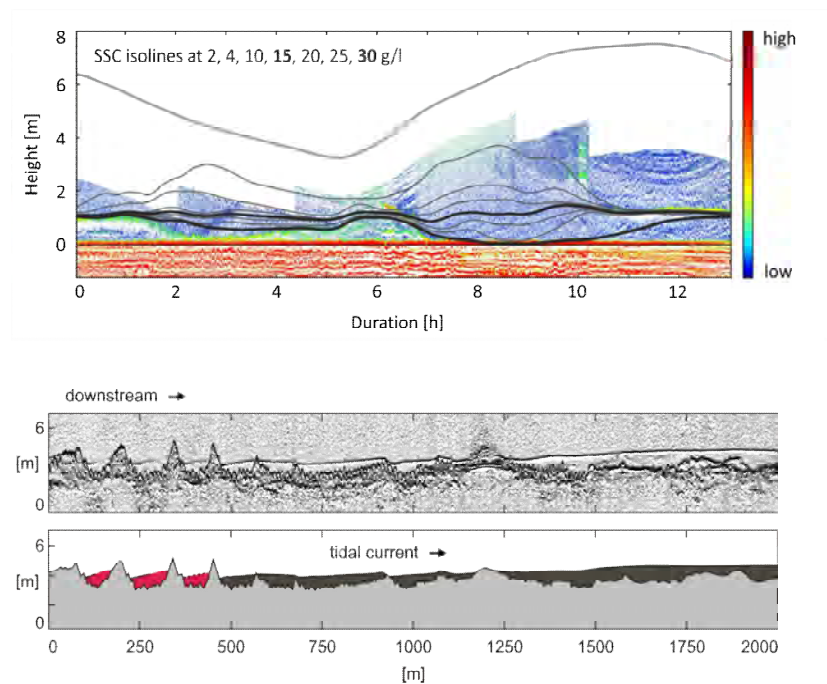 8
SSC isolines at 2, 4, 10, 15, 20, 25, 30 g/l
high
6
4
Height [m]
2
0
low
0 2 4 6 8 10 12
Duration [h]
downstream
6
[m]
0
tidal current
6
[m]
0
0 250 500 750 1000 1250 1500 1750 2000
[m]